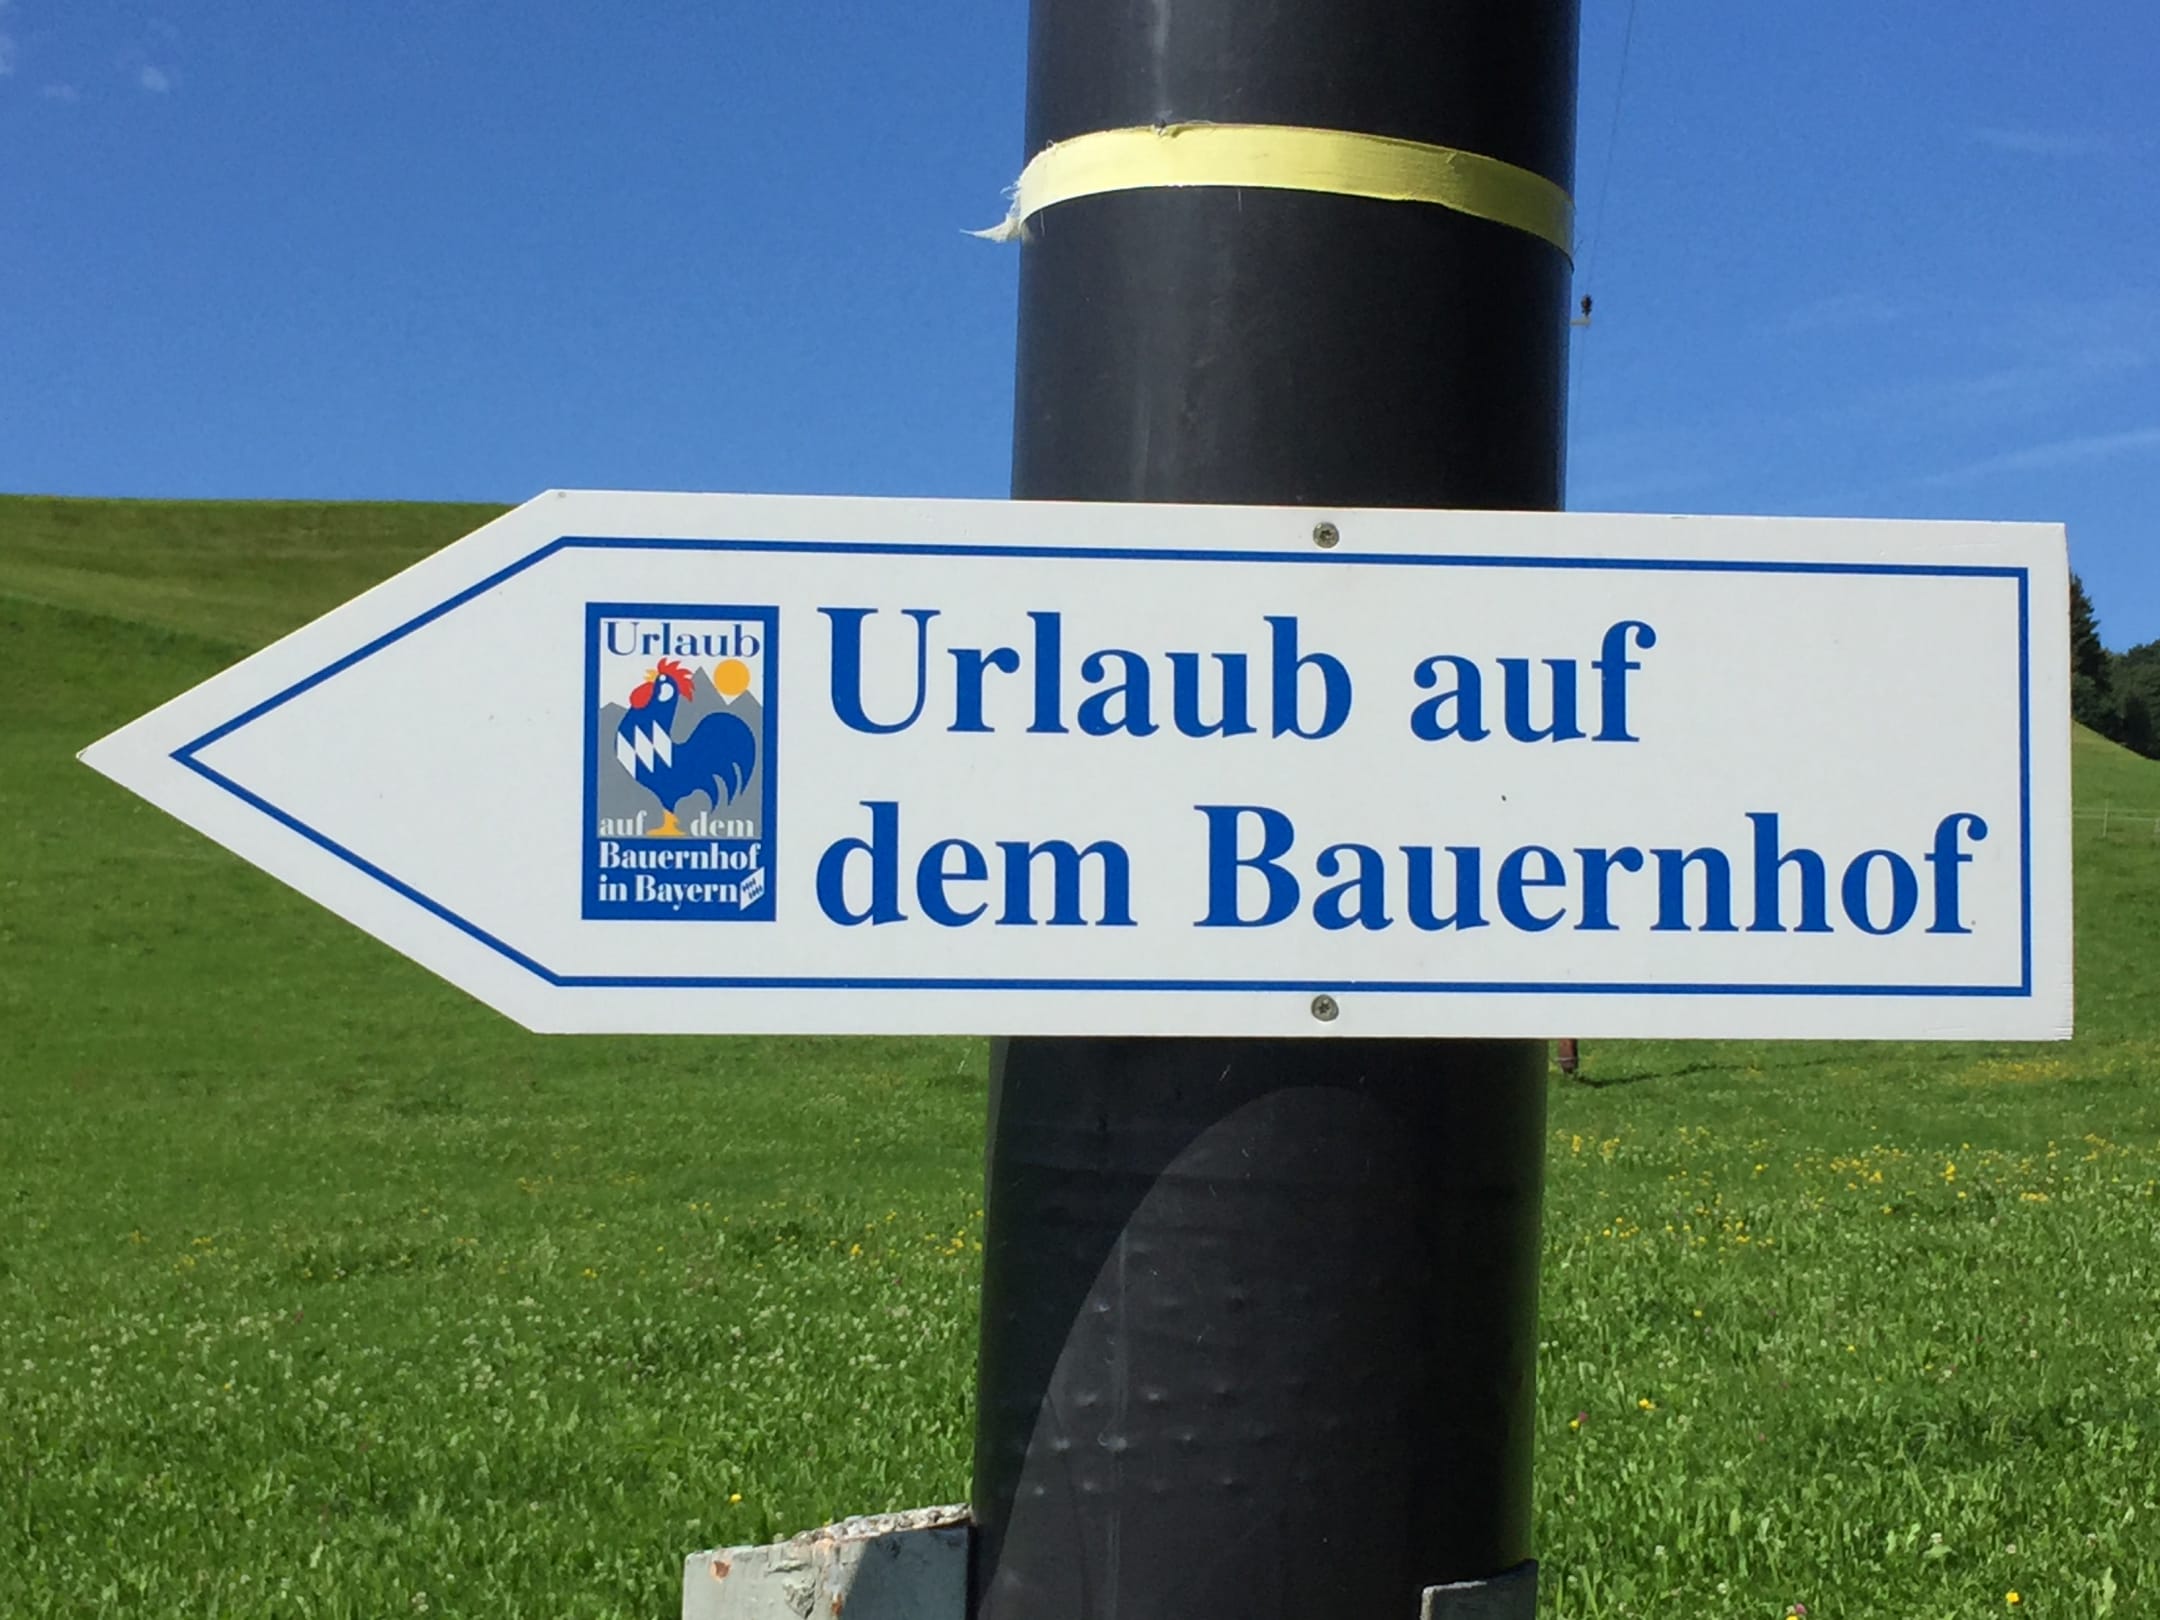 Urlaub
auf dem
Bauernhof
in Bayern
Urlaub auf
dem Bauernhof